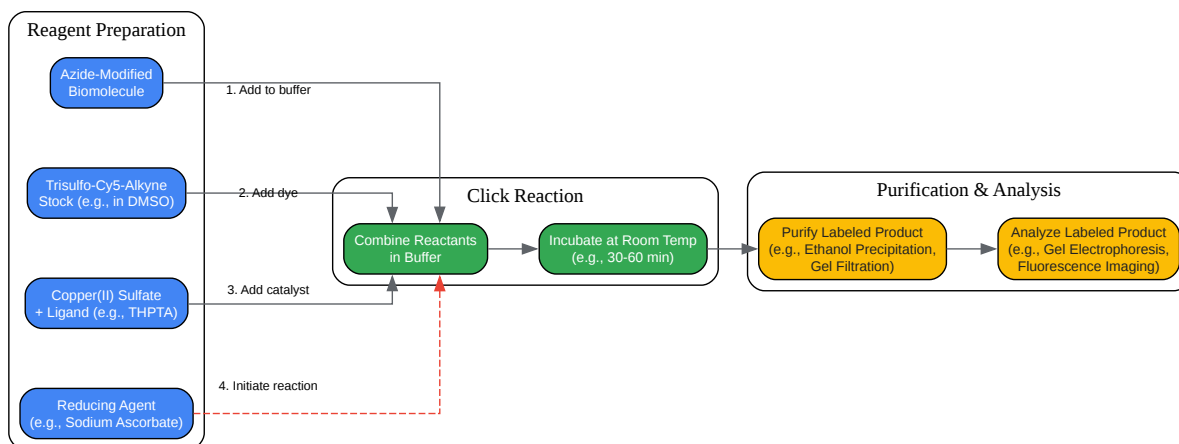 Reagent Preparation
Azide-Modified
Biomolecule
1. Add to buffer
Trisulfo-Cy5-Alkyne
Stock (e.g., in DMSO)
2. Add dye
Copper(II) Sulfate
+ Ligand (e.g., THPTA)
3. Add catalyst
Reducing Agent
(e.g., Sodium Ascorbate)
4. Initiate reaction
Click Reaction
Combine Reactants
in Buffer
Incubate at Room Temp
(e.g., 30-60 min)
Purification & Analysis
Purify Labeled Product
(e.g., Ethanol Precipitation,
Gel Filtration)
Analyze Labeled Product
(e.g., Gel Electrophoresis,
Fluorescence Imaging)